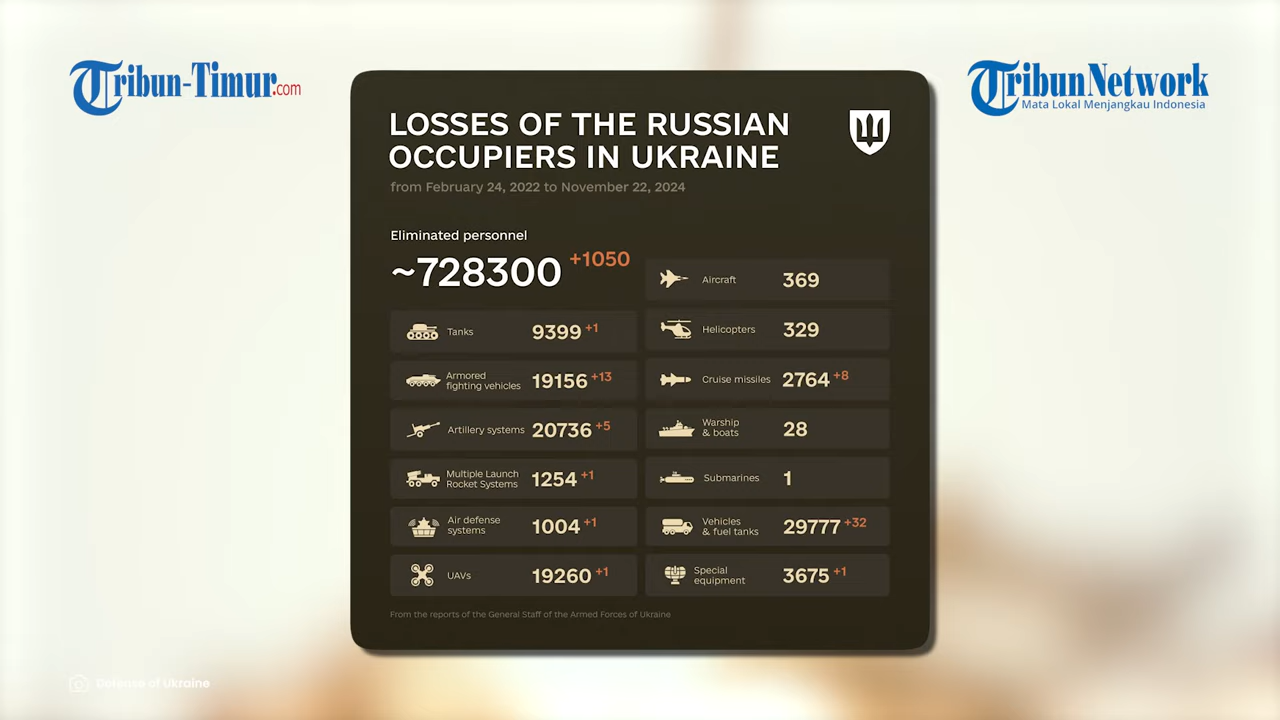 Tribun-Timur.com
TribunNetwork
Mata Lokal Menjangkau Indonesia
LOSSES OF THE RUSSIAN
OCCUPIERS IN UKRAINE
from February 24, 2022 to November 22, 2024
Eliminated personnel
~728300 +1050
Tanks 9399 +1
Armored
fighting vehicles 19156 +13
Artillery systems 20736 +5
Multiple Launch
Rocket Systems 1254 +1
Air defense
systems 1004 +1
UAVs 19260 +1
Aircraft 369
Helicopters 329
Cruise missiles 2764 +8
Warship
& boats 28
Submarines 1
Vehicles
& fuel tanks 29777 +32
Special
equipment 3675 +1
From the reports of the General Staff of the Armed Forces of Ukraine
Defense of Ukraine